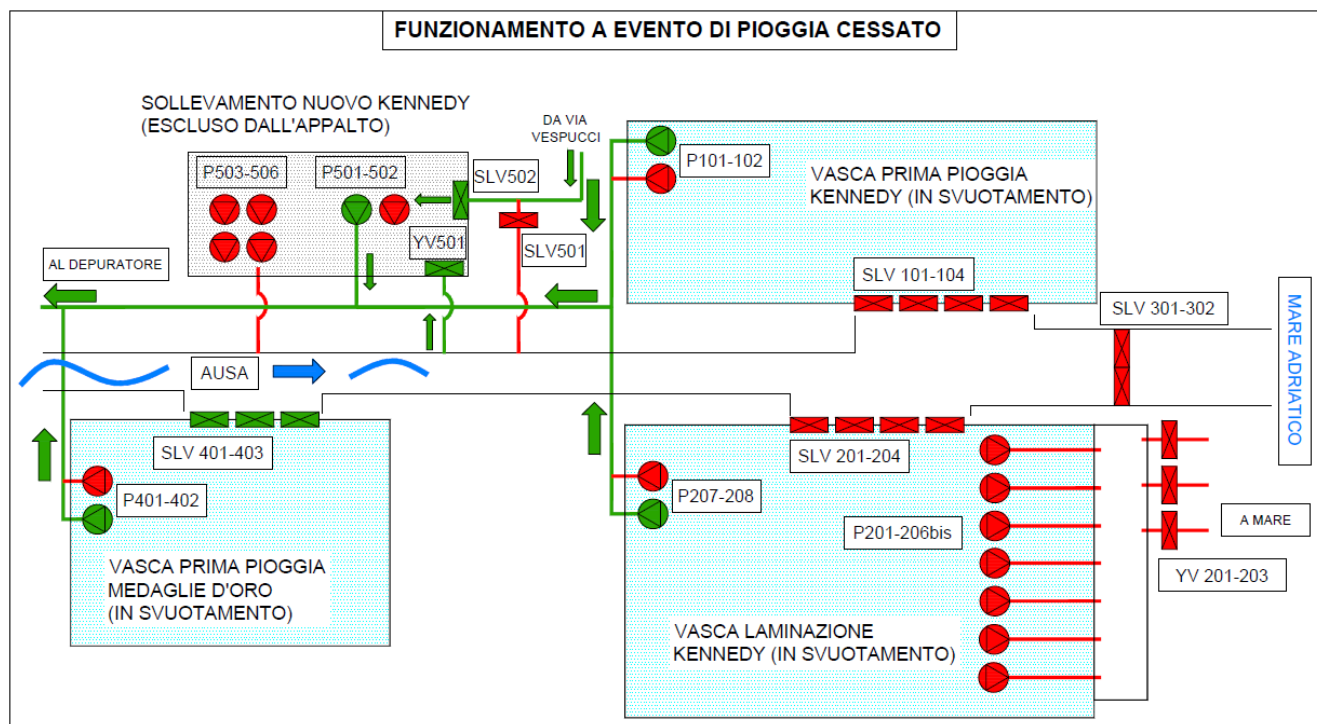 FUNZIONAMENTO A EVENTO DI PIOGGIA CESSATO
SOLLEVAMENTO NUOVO KENNEDY
(ESCLUSO DALL'APPALTO)
DA VIA
VESPUCCI
P503-506
P501-502
SLV502
P101-102
VASCA PRIMA PIOGGIA
KENNEDY (IN SVUOTAMENTO)
YV501
SLV501
AL DEPURATORE
SLV 101-104
SLV 301-302
MARE ADRIATICO
AUSA
SLV 401-403
SLV 201-204
P401-402
P207-208
P201-206bis
A MARE
YV 201-203
VASCA PRIMA PIOGGIA
MEDAGLIE D'ORO
(IN SVUOTAMENTO)
VASCA LAMINAZIONE
KENNEDY (IN SVUOTAMENTO)